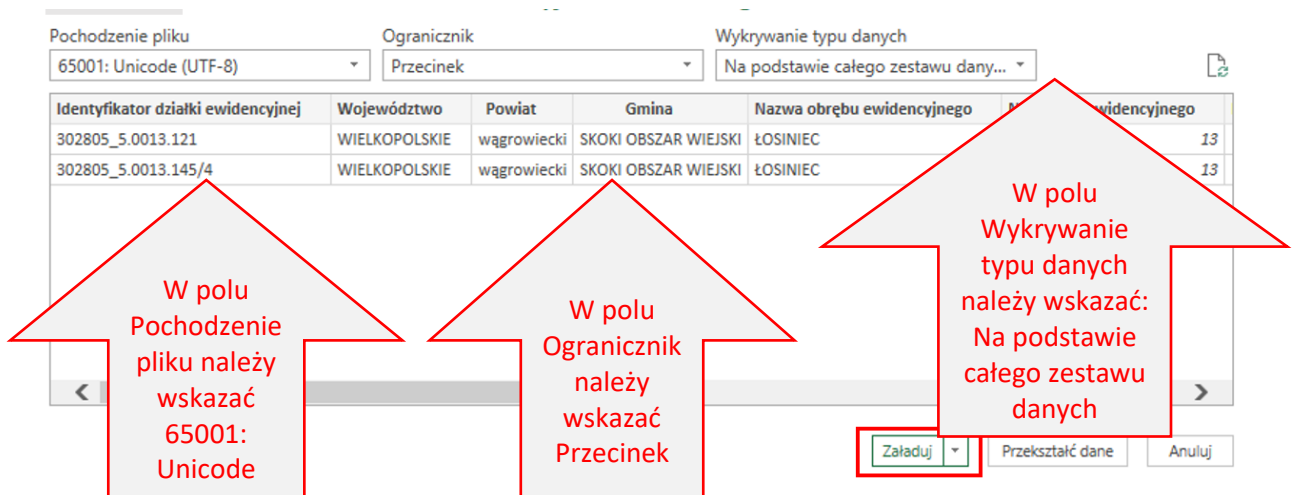 Pochodzenie pliku Ogranicznik Wykrywanie typu danych
65001: Unicode (UTF-8) Przecinek Na podstawie całego zestawu dany...
Identyfikator działki ewidencyjnej Województwo Powiat Gmina Nazwa obrębu ewidencyjnego ewidencyjnego
302805_5.0013.121 WIELKOPOLSKIE wągrowiecki SKOKI OBSZAR WIEJSKI ŁOSINIEC 13
302805_5.0013.145/4 WIELKOPOLSKIE wągrowiecki SKOKI OBSZAR WIEJSKI ŁOSINIEC 13
W polu
Pochodzenie
pliku należy
wskazać
65001:
Unicode
W polu
Ogranicznik
należy
wskazać
Przecinek
W polu
Wykrywanie
typu danych
należy wskazać:
Na podstawie
całego zestawu
danych
Załaduj Przekształć dane Anuluj